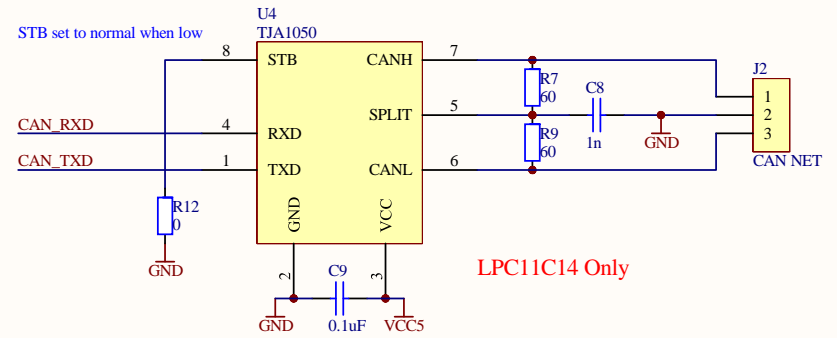 U4
TJA1050
STB set to normal when low
8
STB
CANH
7
J2
R7
60
C8
1
SPLIT
5
2
CAN_RXD
4
RXD
R9
60
1n
GND
3
CAN_TXD
1
TXD
CANL
6
CAN NET
R12
0
GND
VCC
GND
2
C9
3
LPC11C14 Only
GND
0.1uF
VCC5